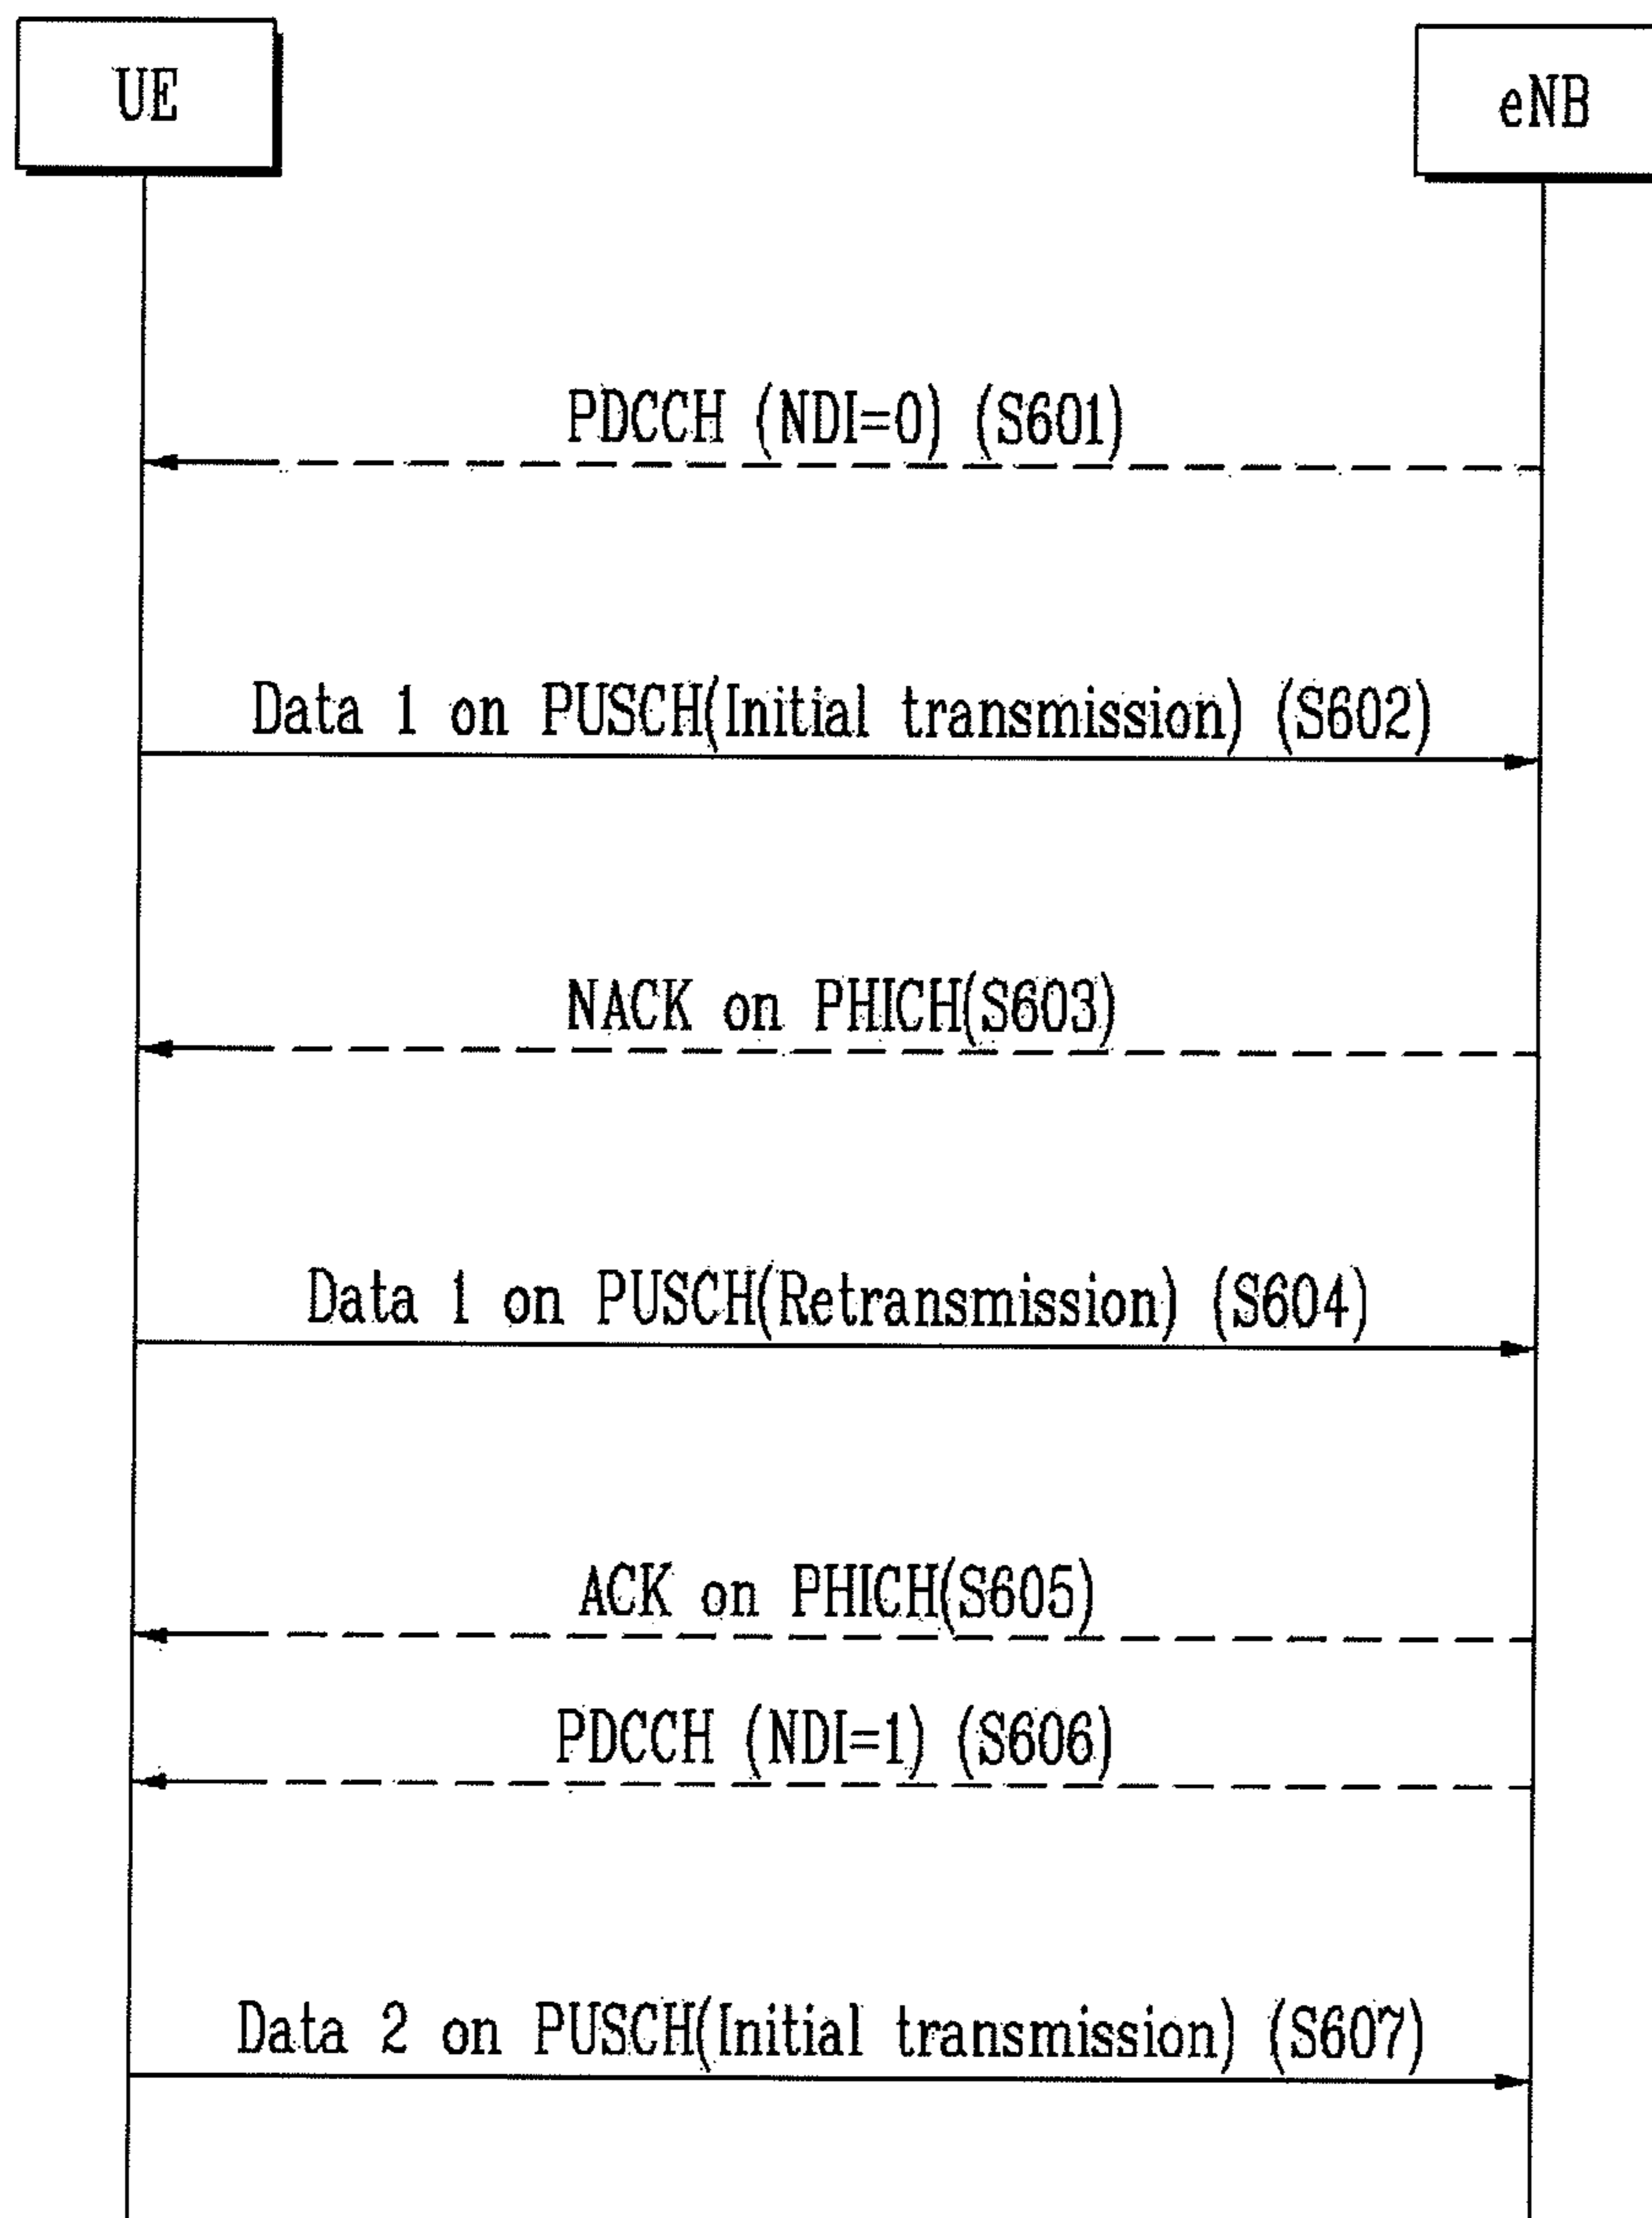 UE
eNB
PDCCH (NDI=0) (S601)
Data 1 on PUSCH(Initial transmission) (S602)
NACK on PHICH(S603)
Data 1 on PUSCH(Retransmission) (S604)
ACK on PHICH(S605)
PDCCH (NDI=1) (S606)
Data 2 on PUSCH(Initial transmission) (S607)